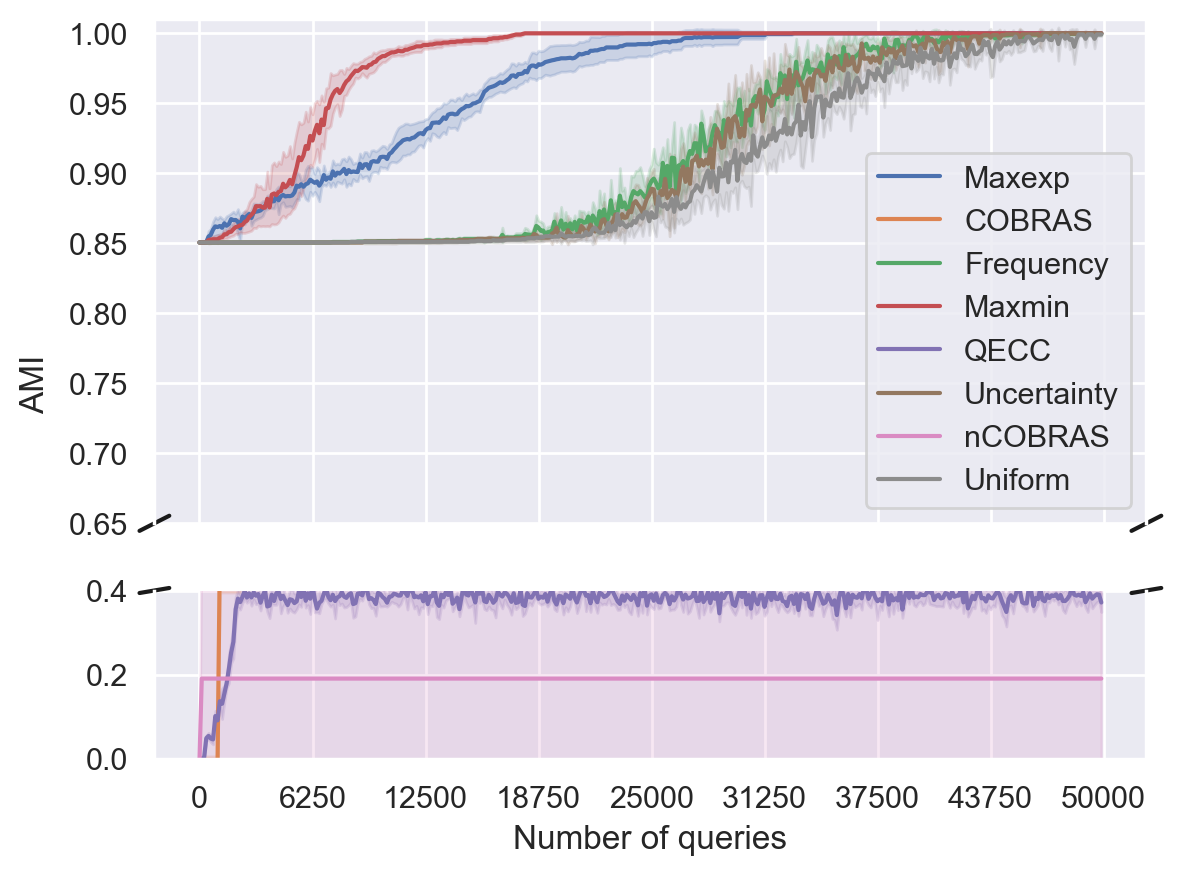 1.00
0.95
0.90
0.85
0.80
0.75
0.70
0.65
0.4
0.2
0.0
AMI
Maxexp
COBRAS
Frequency
Maxmin
QECC
Uncertainty
nCOBRAS
Uniform
0 6250 12500 18750 25000 31250 37500 43750 50000
Number of queries